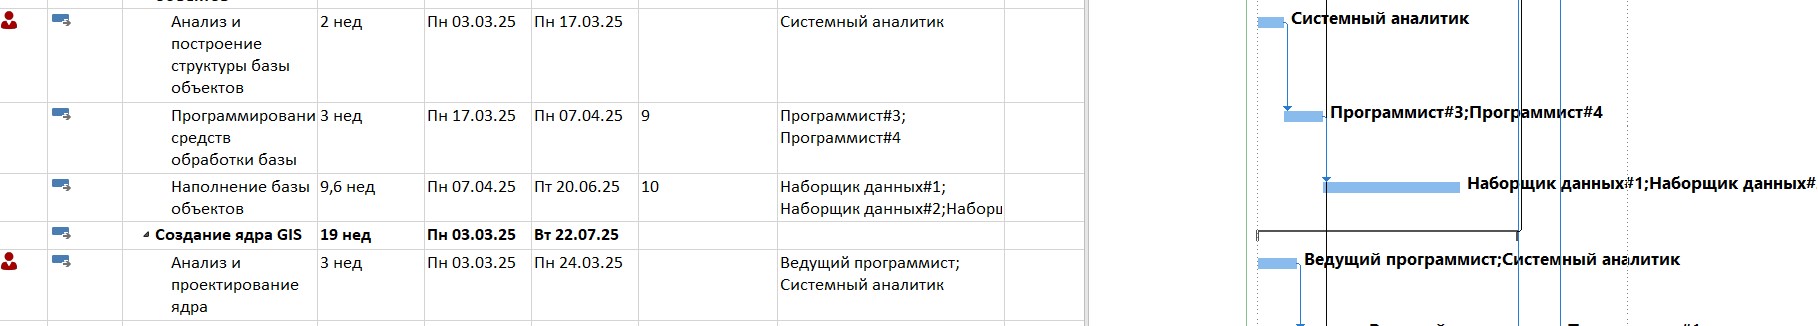 Анализ и построение структуры базы объектов 2 нед Пн 03.03.25 Пн 17.03.25 Системный аналитик
Системный аналитик
Программировани средств обработки базы 3 нед Пн 17.03.25 Пн 07.04.25 9 Программист#3; Программист#4
Программист#3;Программист#4
Наполнение базы объектов 9,6 нед Пн 07.04.25 Пт 20.06.25 10 Наборщик данных#1; Наборщик данных#2;Наборщ
Наборщик данных#1;Наборщик данных#
Создание ядра GIS 19 нед Пн 03.03.25 Вт 22.07.25
Анализ и проектирование ядра 3 нед Пн 03.03.25 Пн 24.03.25 Ведущий программист; Системный аналитик
Ведущий программист;Системный аналитик